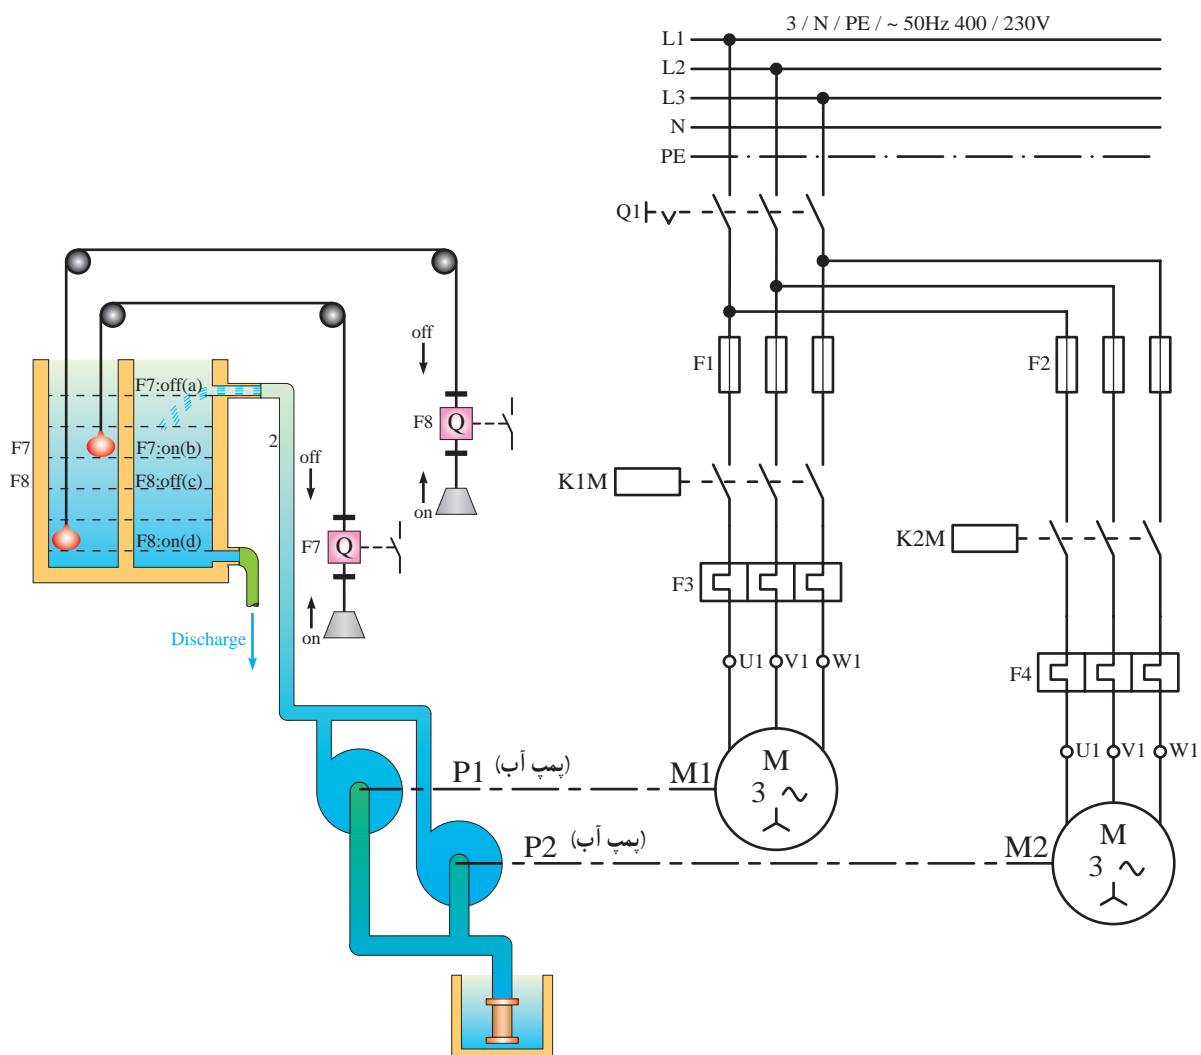 3 / N / PE / ~ 50Hz 400 / 230V
L1
L2
L3
N
PE
Q1
off
F1
F2
F7:off(a)
F8
Q
2
F7
F7:on(b)
off
F8
F8:off(c)
K1M
on
F7
Q
F8:on(d)
K2M
F3
on
Discharge
U1
V1
W1
F4
M
3 ~
P1 (پمپ آب)
M1
U1
V1
W1
M
3 ~
P2 (پمپ آب)
M2